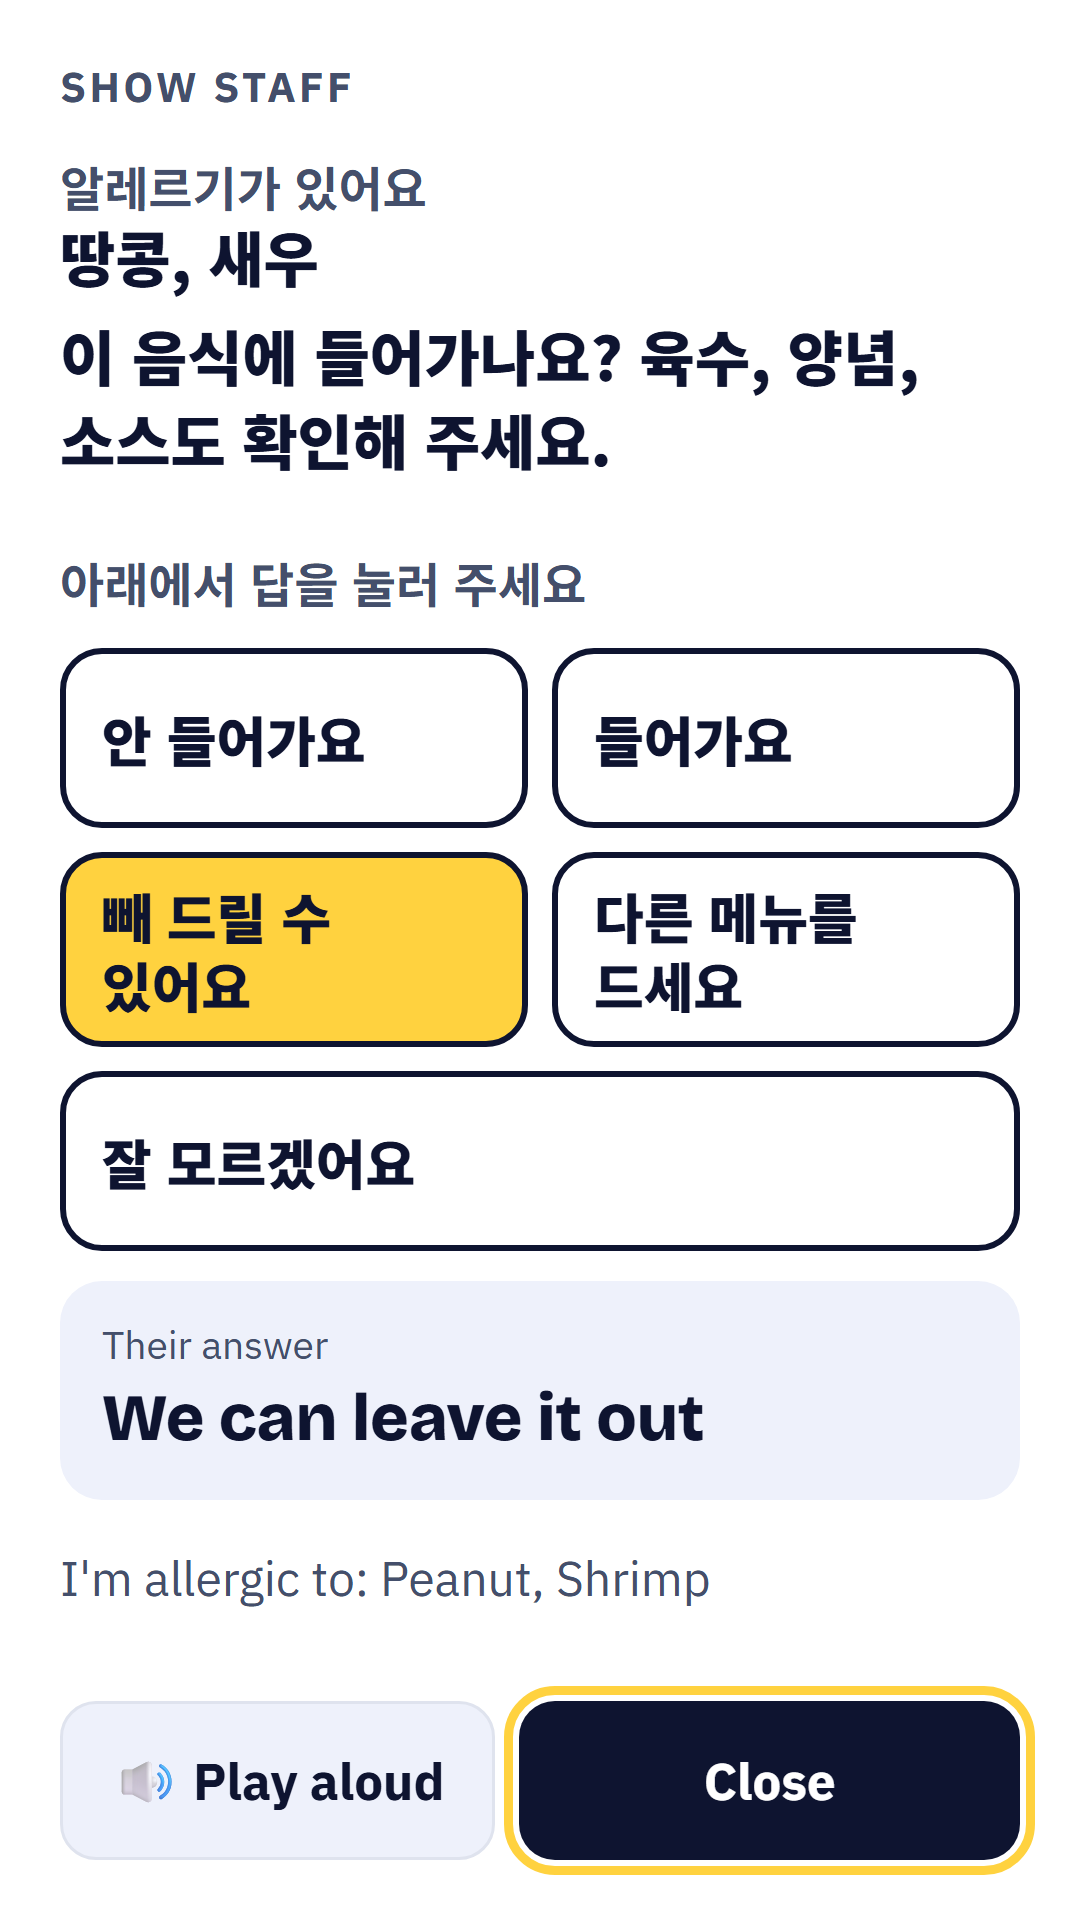 SHOW STAFF
알레르기가 있어요
땅콩, 새우
이 음식에 들어가나요? 육수, 양념,
소스도 확인해 주세요.
아래에서 답을 눌러 주세요
안 들어가요
들어가요
빼 드릴 수
있어요
다른 메뉴를
드세요
잘 모르겠어요
Their answer
We can leave it out
I'm allergic to: Peanut, Shrimp
Play aloud
Close